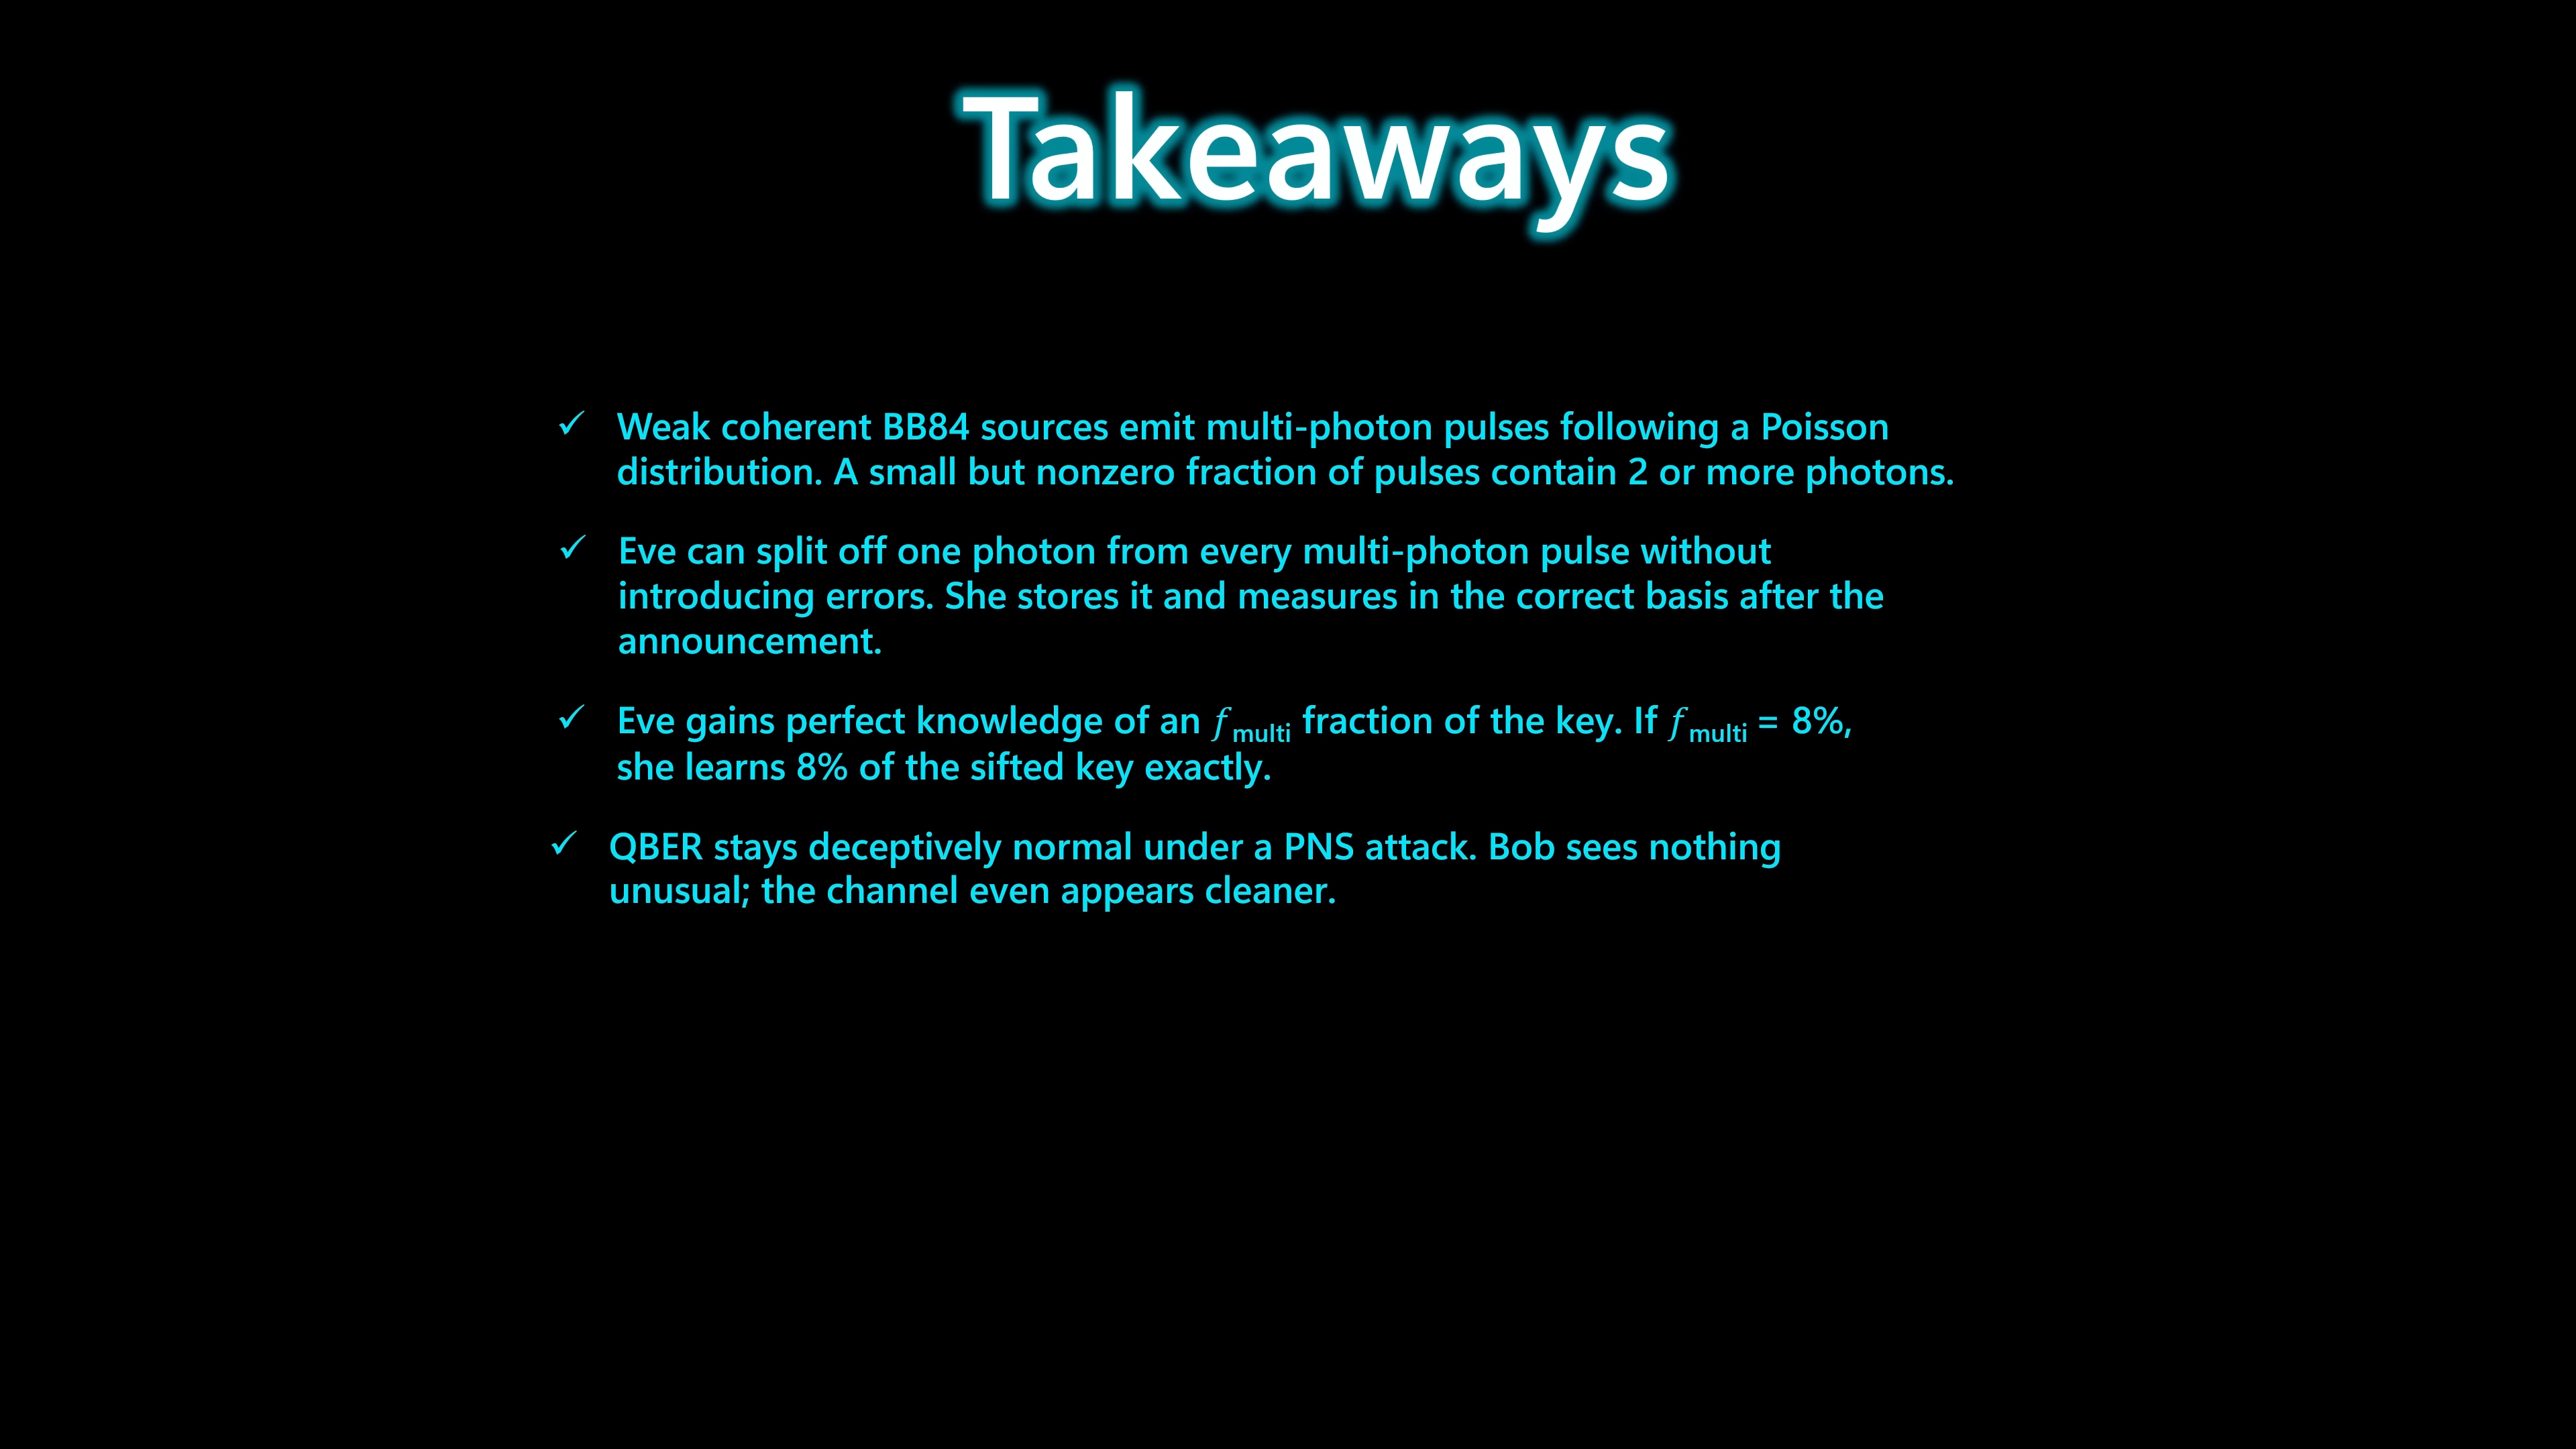 Takeaways
✓ Weak coherent BB84 sources emit multi-photon pulses following a Poisson
distribution. A small but nonzero fraction of pulses contain 2 or more photons.
✓ Eve can split off one photon from every multi-photon pulse without
introducing errors. She stores it and measures in the correct basis after the
announcement.
✓ Eve gains perfect knowledge of an f multi fraction of the key. If f multi = 8%,
she learns 8% of the sifted key exactly.
✓ QBER stays deceptively normal under a PNS attack. Bob sees nothing
unusual; the channel even appears cleaner.